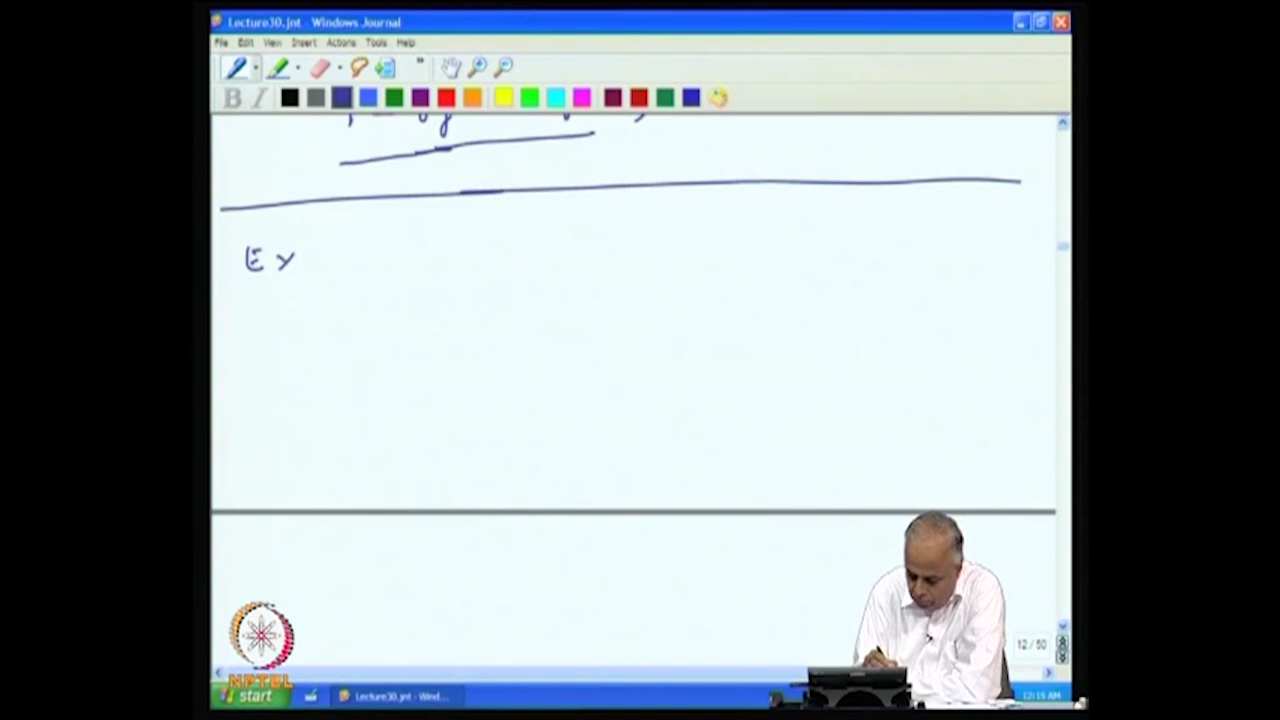 Lecture30.jnt - Windows Journal
File Edit View Insert Actions Tools Help
B I
Ex
12 / 50
NPTEL
start Lecture30.jnt - Wind... 12:15 AM